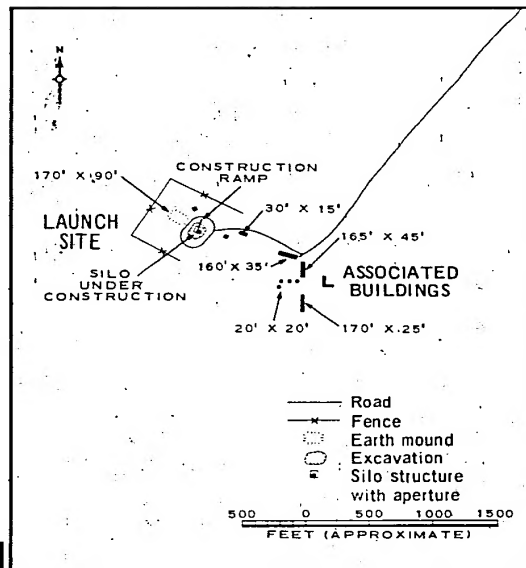 N
170' X 90'
CONSTRUCTION
RAMP
30' X 15'
LAUNCH
SITE
165' X 45'
160' X 35'
SILO
UNDER
CONSTRUCTION
ASSOCIATED
BUILDINGS
20' X 20'
170' X 25'
Road
Fence
Earth mound
Excavation
Silo structure
with aperture
500 0 500 1000 1500
FEET (APPROXIMATE)